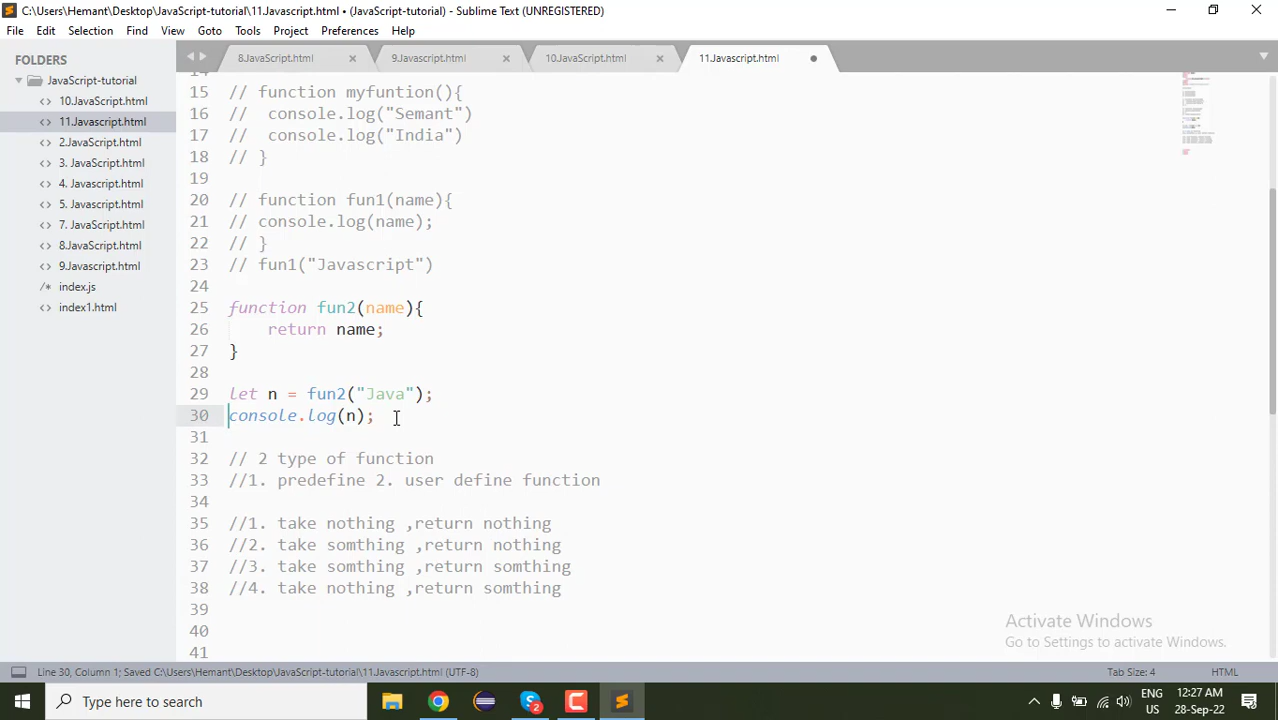 C:\Users\Hemant\Desktop\JavaScript-tutorial\11.Javascript.html • (JavaScript-tutorial) - Sublime Text (UNREGISTERED)
File Edit Selection Find View Goto Tools Project Preferences Help
FOLDERS
JavaScript-tutorial
10.JavaScript.html
11.Javascript.html
2.JavaScript.html
3. JavaScript.html
4. Javascript.html
5. Javascript.html
7. JavaScript.html
8.JavaScript.html
9.Javascript.html
index.js
index1.html
8.JavaScript.html 9.Javascript.html 10.JavaScript.html 11.Javascript.html
14
15 // function myfuntion(){
16 //  console.log("Semant")
17 //  console.log("India")
18 // }
19
20 // function fun1(name){
21 // console.log(name);
22 // }
23 // fun1("Javascript")
24
25 function fun2(name){
26     return name;
27 }
28
29 let n = fun2("Java");
30 console.log(n);
31
32 // 2 type of function
33 //1. predefine 2. user define function
34
35 //1. take nothing ,return nothing
36 //2. take somthing ,return nothing
37 //3. take somthing ,return somthing
38 //4. take nothing ,return somthing
39
40
41
Activate Windows
Go to Settings to activate Windows.
Line 30, Column 1; Saved C:\Users\Hemant\Desktop\JavaScript-tutorial\11.Javascript.html (UTF-8) Tab Size: 4 HTML
Type here to search
2
ENG
US
12:27 AM
28-Sep-22